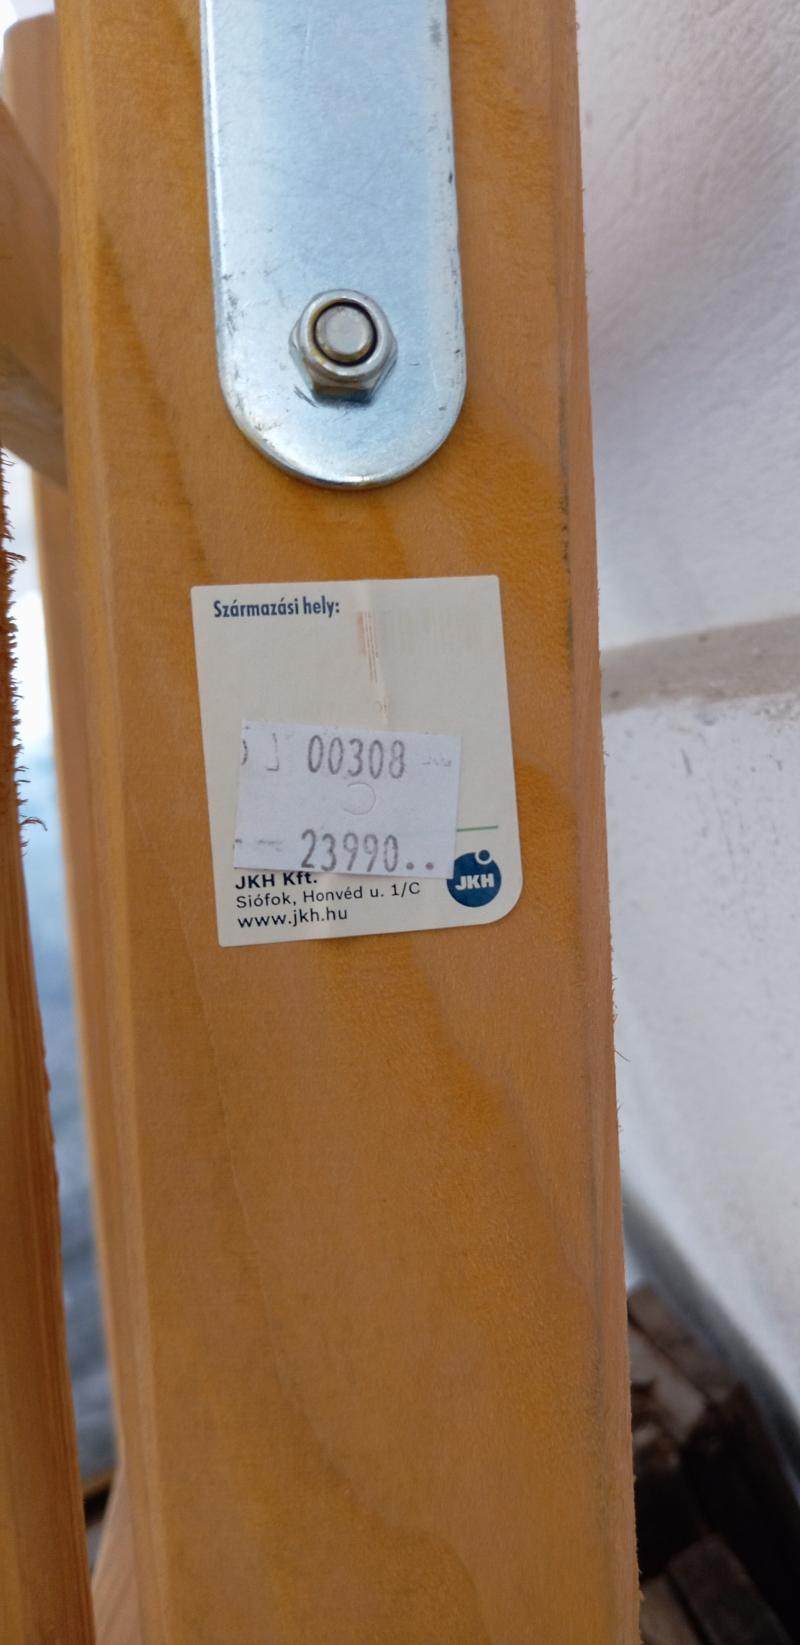 Származási hely:
00308
23990..
JKH Kft.
Siófok, Honvéd u. 1/C
www.jkh.hu
JKH